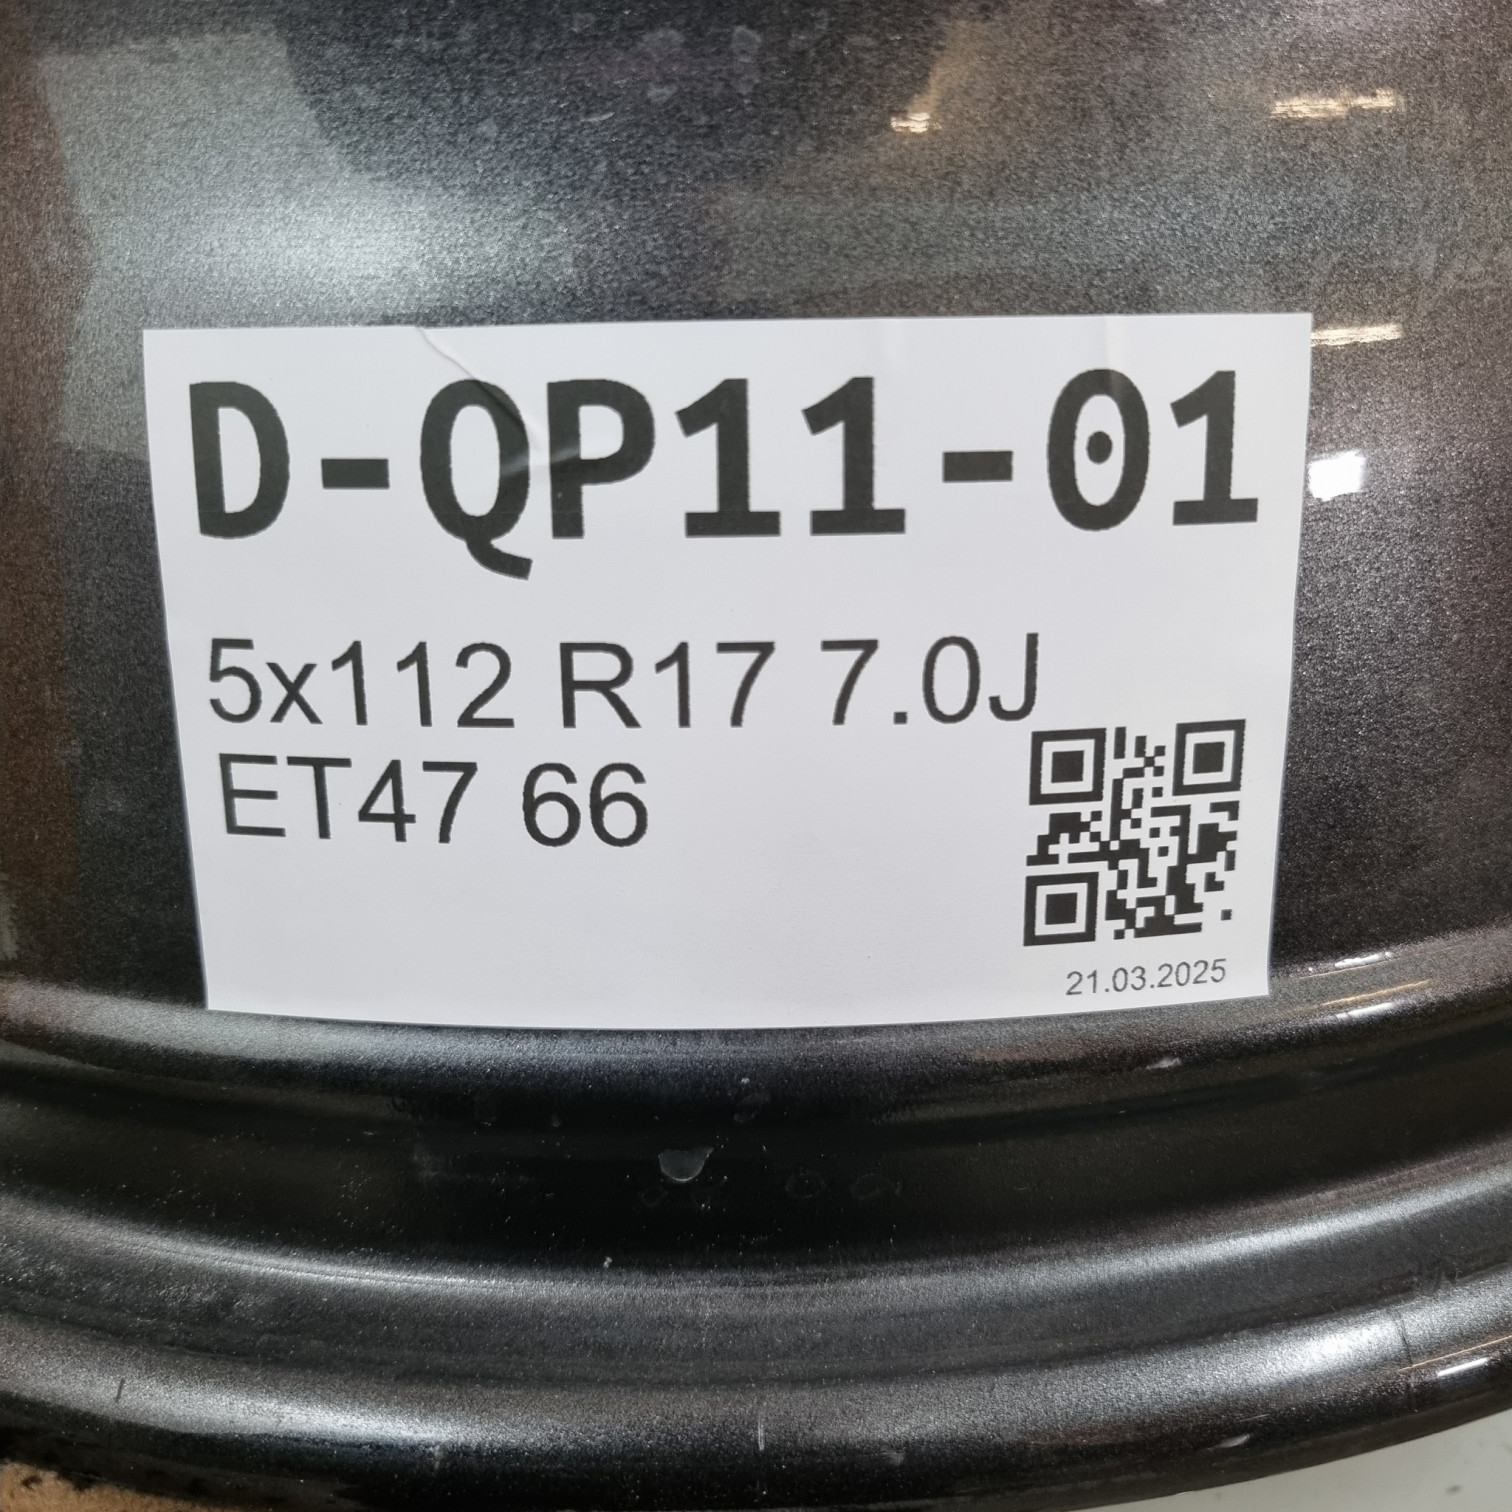 D-QP11-01
5x112 R17 7.0J
ET47 66
21.03.2025